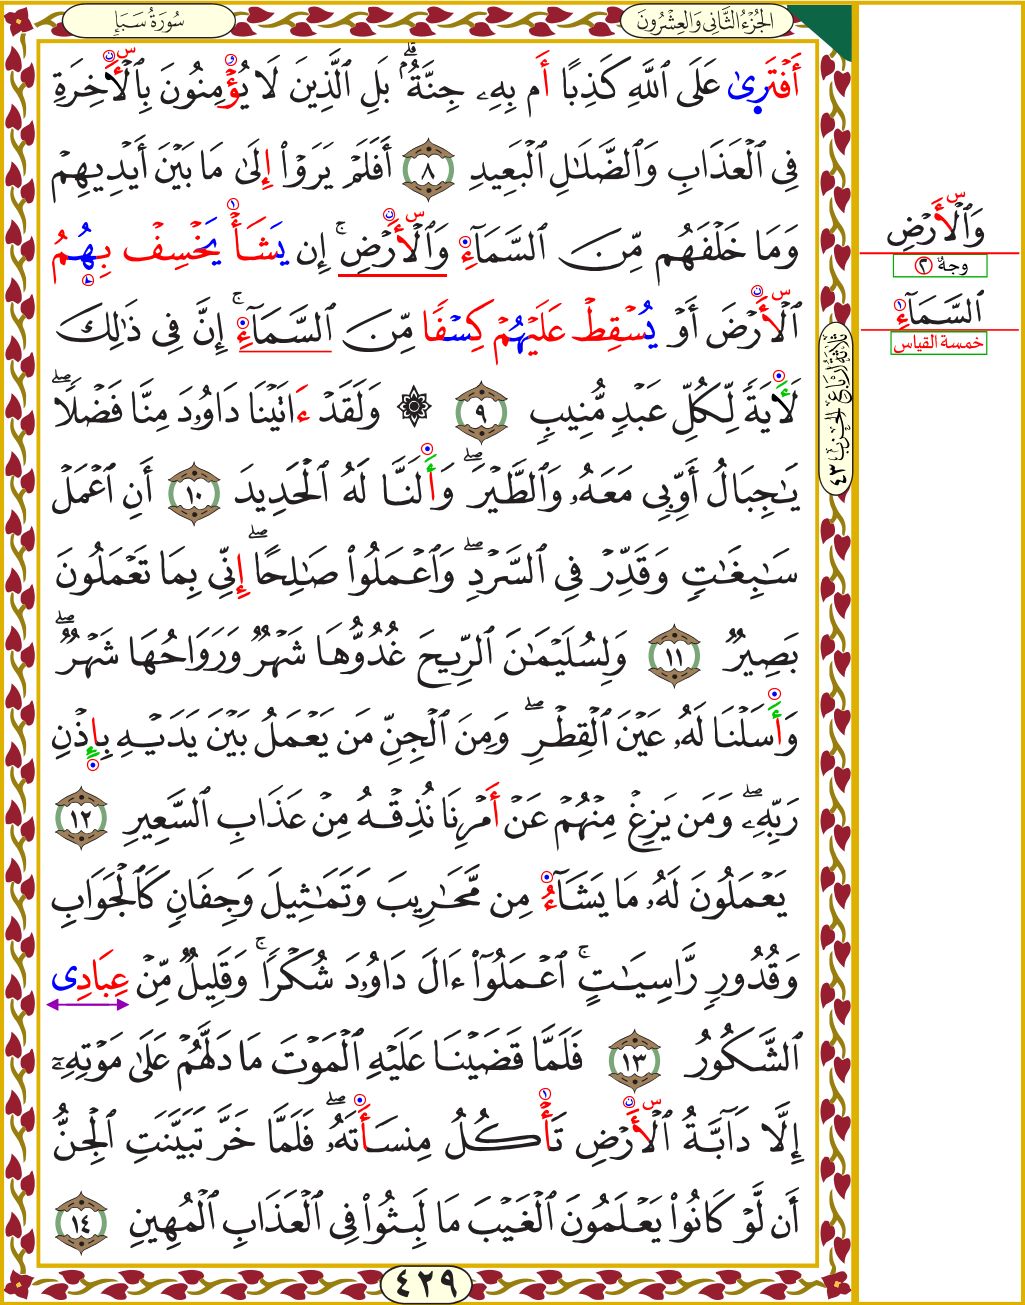 الجُزْءُ الثَّانِي وَالعِشْرُونَ
سُورَةُ سَبَإٍ
أَفْتَرَىٰ عَلَى ٱللَّهِ كَذِبًا أَم بِهِۦ جِنَّةُۢ ۗ بَلِ ٱلَّذِينَ لَا يُؤْمِنُونَ بِٱلْأَخِرَةِ
فِى ٱلْعَذَابِ وَٱلضَّلَٰلِ ٱلْبَعِيدِ ٨ أَفَلَمْ يَرَوْا۟ إِلَىٰ مَا بَيْنَ أَيْدِيهِمْ
وَمَا خَلْفَهُم مِّنَ ٱلسَّمَآءِ وَٱلْأَرْضِ ۚ إِن يَشَأْ يَخْسِفْ بِهُمُ
ٱلْأَرْضَ أَوْ يُسْقِطْ عَلَيْهُمْ كِسْفًا مِّنَ ٱلسَّمَآءِ ۚ إِنَّ فِى ذَٰلِكَ
لَأَيَةً لِّكُلِّ عَبْدٍ مُّنِيبٍ ٩ ۞ وَلَقَدْ ءَاتَيْنَا دَاوُۥدَ مِنَّا فَضْلًا ۖ
يَٰجِبَالُ أَوِّبِى مَعَهُۥ وَٱلطَّيْرَ ۖ وَأَلَنَّا لَهُ ٱلْحَدِيدَ ١٠ أَنِ ٱعْمَلْ
سَٰبِغَٰتٍ وَقَدِّرْ فِى ٱلسَّرْدِ ۖ وَٱعْمَلُوا۟ صَٰلِحًا ۖ إِنِّى بِمَا تَعْمَلُونَ
بَصِيرٌ ١١ وَلِسُلَيْمَٰنَ ٱلرِّيحَ غُدُوُّهَا شَهْرٌ وَرَوَاحُهَا شَهْرٌ ۖ
وَأَسَلْنَا لَهُۥ عَيْنَ ٱلْقِطْرِ ۖ وَمِنَ ٱلْجِنِّ مَن يَعْمَلُ بَيْنَ يَدَيْهِ بِإِذْنِ
رَبِّهِۦ ۖ وَمَن يَزِغْ مِنْهُمْ عَنْ أَمْرِنَا نُذِقْهُ مِنْ عَذَابِ ٱلسَّعِيرِ ١٢
يَعْمَلُونَ لَهُۥ مَا يَشَآءُ مِن مَّحَٰرِيبَ وَتَمَٰثِيلَ وَجِفَانٍ كَٱلْجَوَابِ
وَقُدُورٍ رَّاسِيَٰتٍ ۚ ٱعْمَلُوٓا۟ ءَالَ دَاوُۥدَ شُكْرًا ۚ وَقَلِيلٌ مِّنْ عِبَادِى
ٱلشَّكُورُ ١٣ فَلَمَّا قَضَيْنَا عَلَيْهِ ٱلْمَوْتَ مَا دَلَّهُمْ عَلَىٰ مَوْتِهِۦٓ
إِلَّا دَآبَّةُ ٱلْأَرْضِ تَأْكُلُ مِنسَأَتَهُۥ ۖ فَلَمَّا خَرَّ تَبَيَّنَتِ ٱلْجِنُّ
أَن لَّوْ كَانُوا۟ يَعْلَمُونَ ٱلْغَيْبَ مَا لَبِثُوا۟ فِى ٱلْعَذَابِ ٱلْمُهِينِ ١٤
٤٢٩
ثَلَاثَةُ أَرْبَاعِ الحِزْبِ ٤٣
وَٱلْأَرْضِ
٢ وجهٌ
ٱلسَّمَآءِ
خمسة القياس